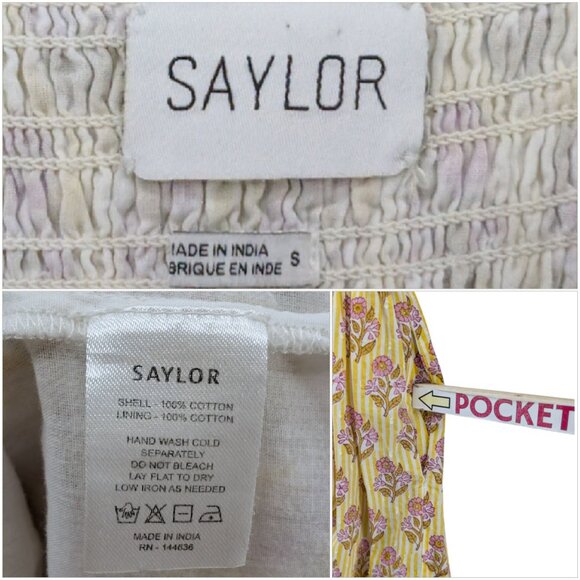 SAYLOR
MADE IN INDIA
BRIQUE EN INDE
S
SAYLOR
SHELL - 100% COTTON
LINING - 100% COTTON
HAND WASH COLD
SEPARATELY
DO NOT BLEACH
LAY FLAT TO DRY
LOW IRON AS NEEDED
MADE IN INDIA
RN - 144636
POCKET